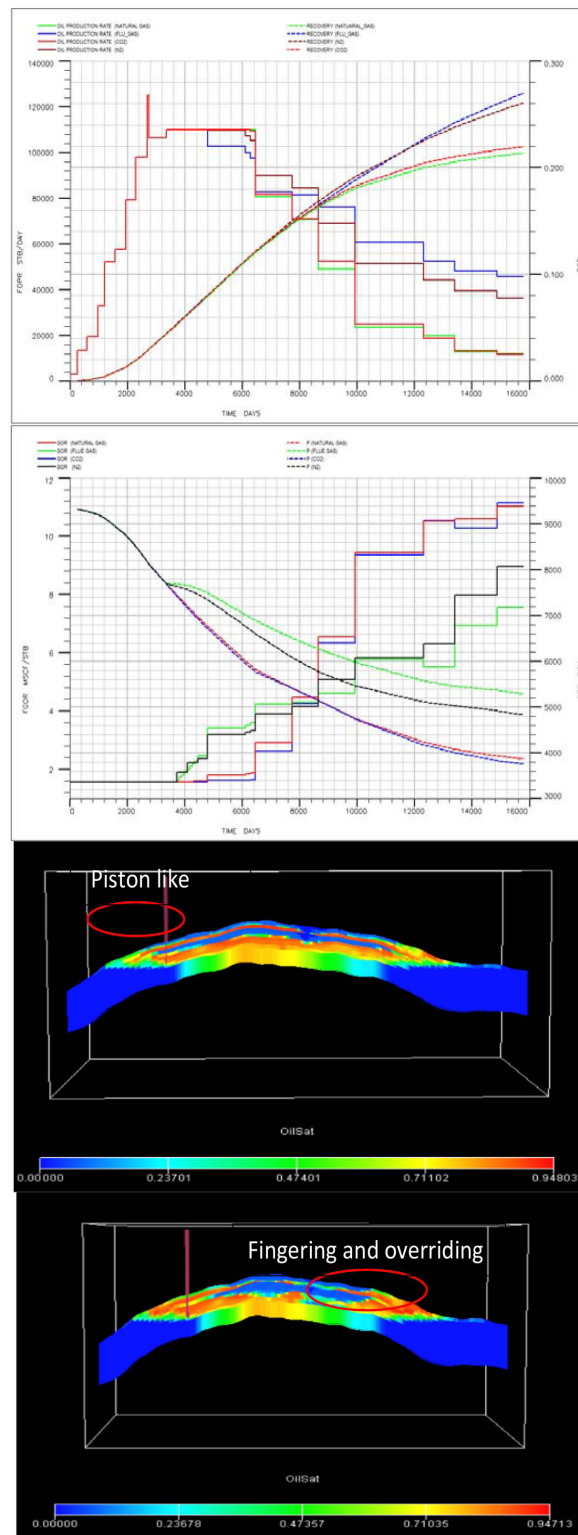 OIL PRODUCTION RATE (NATURAL GAS) RECOVERY (NATUARAL_GAS)
OIL PRODUCTION RATE (FLU_GAS) RECOVERY (FLU_GAS)
OIL PRODUCTION RATE (CO2) RECOVERY (N2)
OIL PRODUCTION RATE (N2) RECOVERY (CO2)
140000 0.300
120000
100000
0.200
80000
FOPR STB/DAY
60000
0.100
40000
20000
0 0.000
0 2000 4000 6000 8000 10000 12000 14000 16000
TIME DAYS
GOR (NATURAL GAS) P (NATURAL GAS)
GOR (FLUE GAS) P (FLUE GAS)
GOR (CO2) P (CO2)
GOR (N2) P (N2)
12 10000
9000
10
8000
8
7000
FGOR MSCF/STB
6 6000
5000
4
4000
2
3000
0 2000 4000 6000 8000 10000 12000 14000 16000
TIME DAYS
Piston like
OilSat
0.00000 0.23701 0.47401 0.71102 0.94803
Fingering and overriding
OilSat
0.00000 0.23678 0.47357 0.71035 0.94713